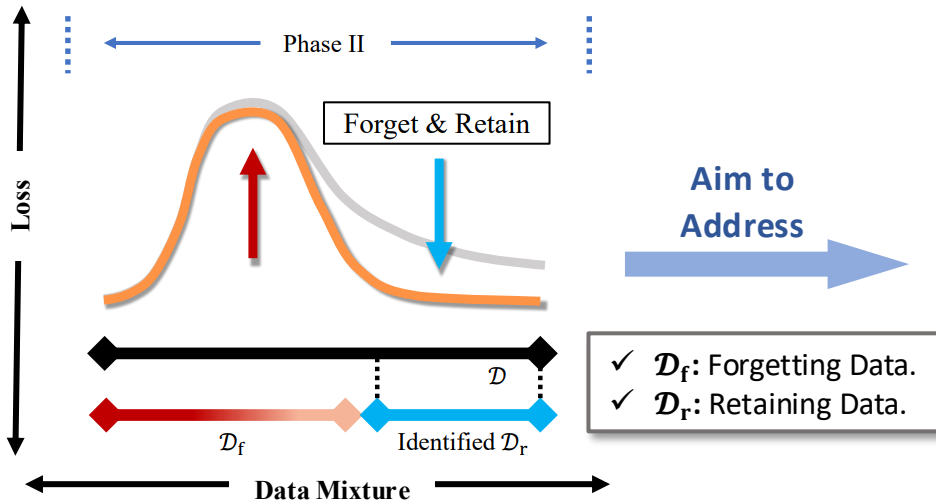 Phase II
Forget & Retain
Loss
Aim to
Address
𝒟
✓ 𝓓f: Forgetting Data.
✓ 𝓓r: Retaining Data.
𝒟f
Identified 𝒟r
Data Mixture